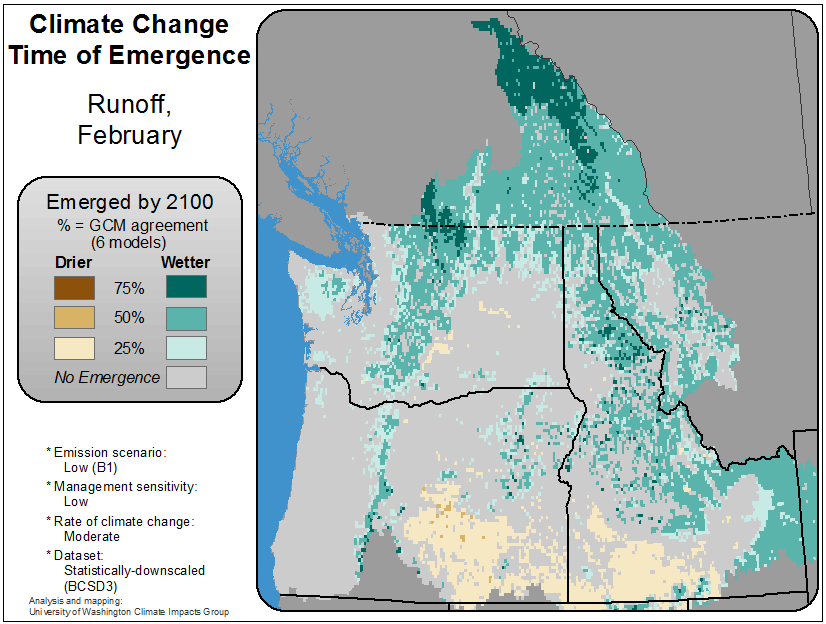 Climate Change
Time of Emergence
Runoff,
February
Emerged by 2100
% = GCM agreement
(6 models)
Drier Wetter
75%
50%
25%
No Emergence
* Emission scenario:
Low (B1)
* Management sensitivity:
Low
* Rate of climate change:
Moderate
* Dataset:
Statistically-downscaled
(BCSD3)
Analysis and mapping:
University of Washington Climate Impacts Group